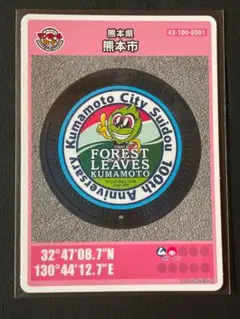 熊本県
熊本市
43-100-E001
Kumamoto City Suidou 100th Anniversary
FOREST
LEAVES
KUMAMOTO
32°47'08.7"N
130°44'12.7"E